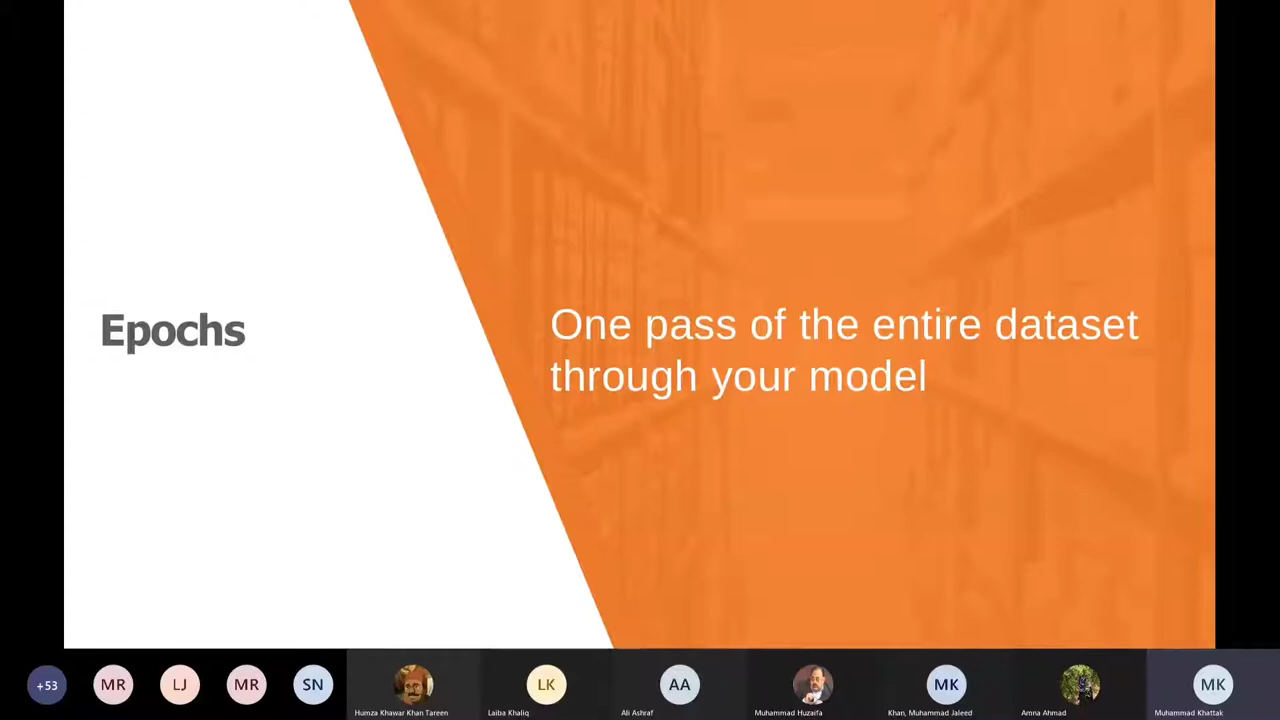 Epochs
One pass of the entire dataset
through your model
+53
MR
LJ
MR
SN
Humza Khawar Khan Tareen
LK
Laiba Khaliq
AA
Ali Ashraf
Muhammad Huzaifa
MK
Khan, Muhammad Jaleed
Amna Ahmad
MK
Muhammad Khattak